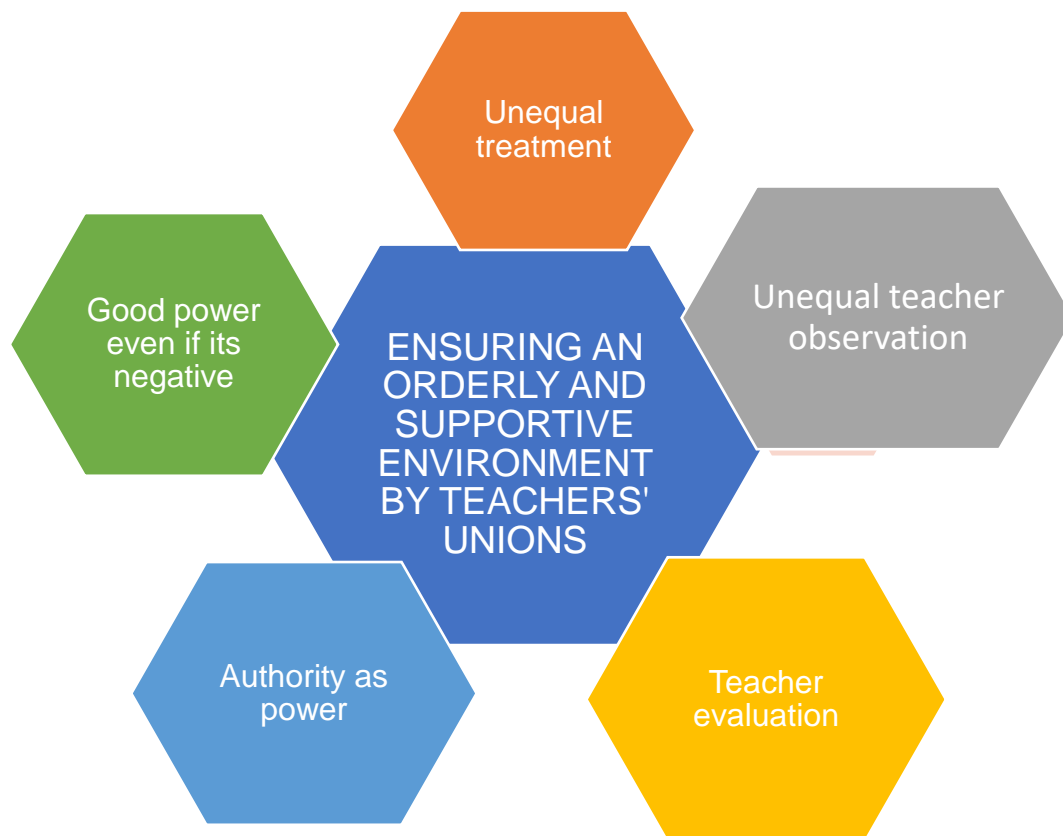 Unequal
treatment
Unequal teacher
observation
Good power
even if its
negative
ENSURING AN
ORDERLY AND
SUPPORTIVE
ENVIRONMENT
BY TEACHERS'
UNIONS
Authority as
power
Teacher
evaluation